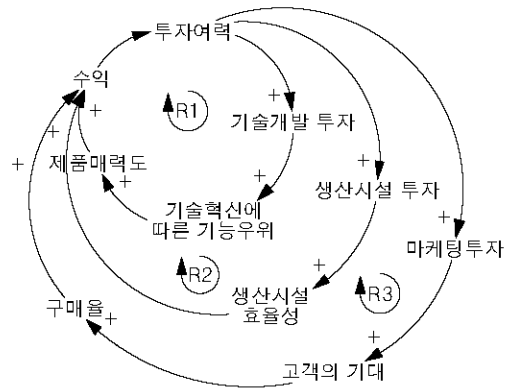 투자여력
수익
+
R1
+
기술개발 투자
+
+
제품매력도
+
+
+
+
생산시설 투자
기술혁신에
따른 기능우위
+
마케팅투자
R2
+
R3
생산시설
효율성
구매율
+
+
고객의 기대